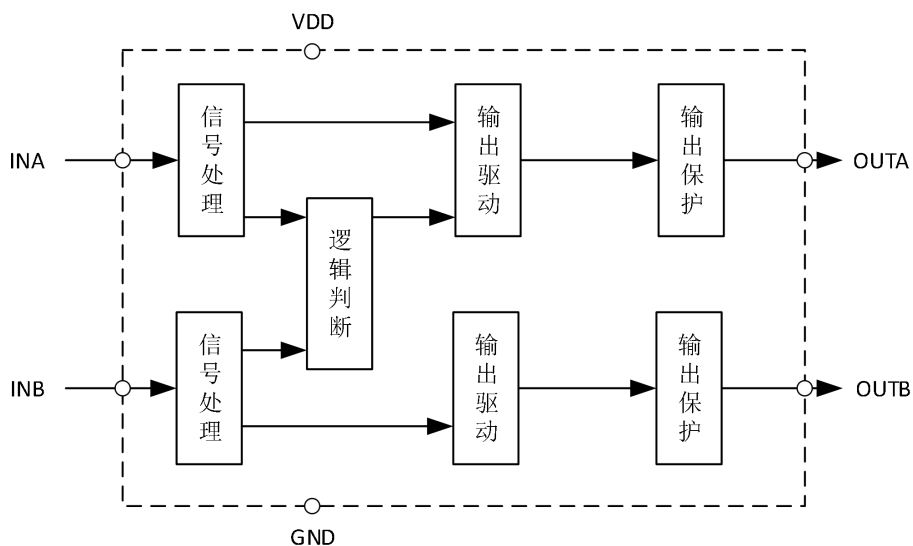 VDD
INA
信号处理
输出驱动
输出保护
OUTA
逻辑判断
INB
信号处理
输出驱动
输出保护
OUTB
GND